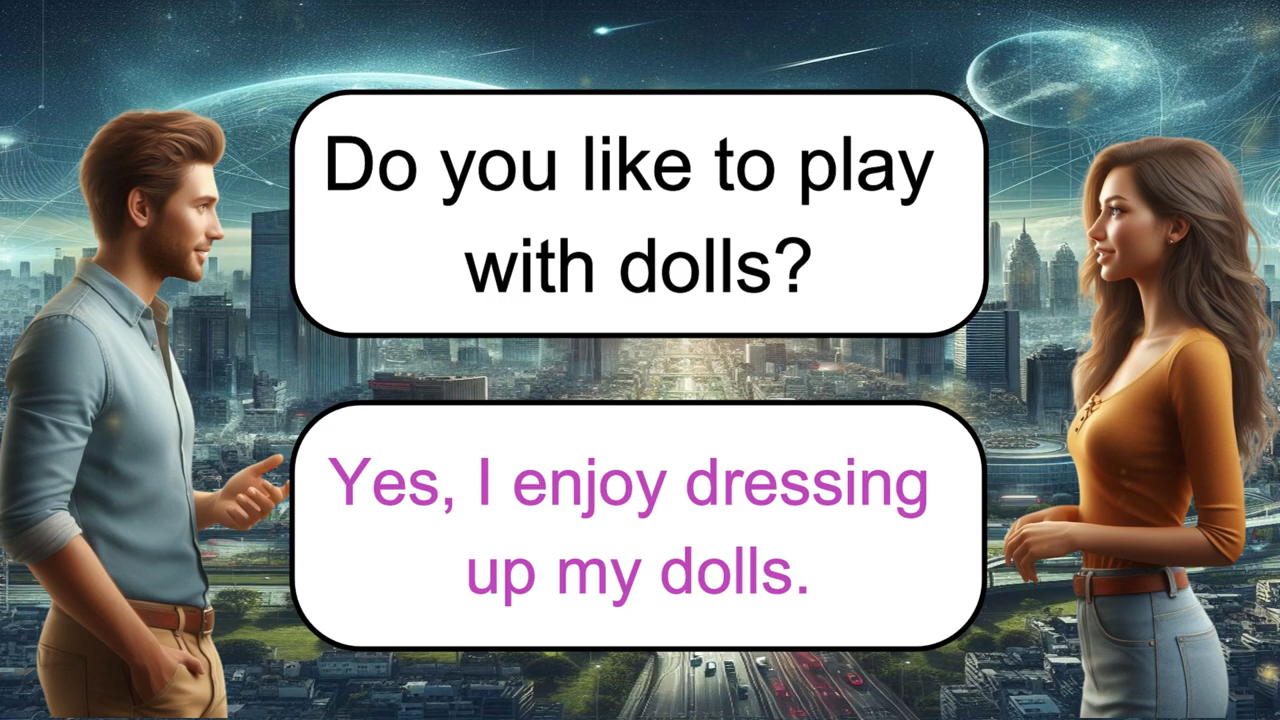 Do you like to play
with dolls?
Yes, I enjoy dressing
up my dolls.